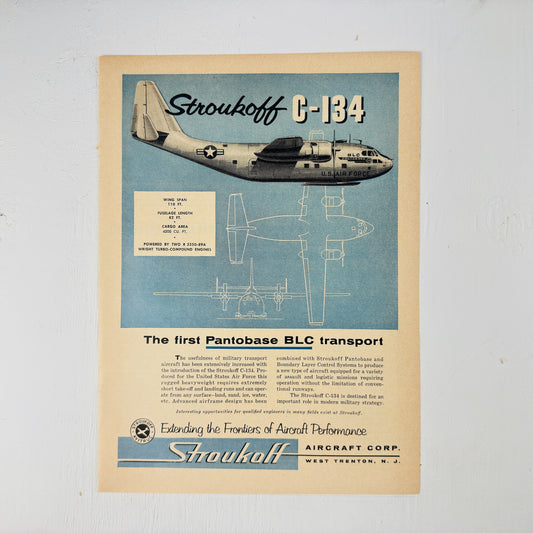 Stroukoff C-134
BLC
U.S. AIR FORCE
WING SPAN
110 FT.
•
FUSELAGE LENGTH
82 FT.
•
CARGO AREA
4200 CU. FT.
•
POWERED BY TWO R 3350-89A
WRIGHT TURBO-COMPOUND ENGINES
The first Pantobase BLC transport
The usefulness of military transport
aircraft has been extensively increased with
the introduction of the Stroukoff C-134. Pro-
duced for the United States Air Force this
rugged heavyweight requires extremely
short take-off and landing runs and can oper-
ate from any surface—land, sand, ice, water,
etc. Advanced airframe design has been
combined with Stroukoff Pantobase and
Boundary Layer Control Systems to produce
a new type of aircraft equipped for a variety
of assault and logistic missions requiring
operation without the limitation of conven-
tional runways.
The Stroukoff C-134 is destined for an
important role in modern military strategy.
Interesting opportunities for qualified engineers in many fields exist at Stroukoff.
Extending the Frontiers of Aircraft Performance
Stroukoff AIRCRAFT CORP.
WEST TRENTON, N. J.